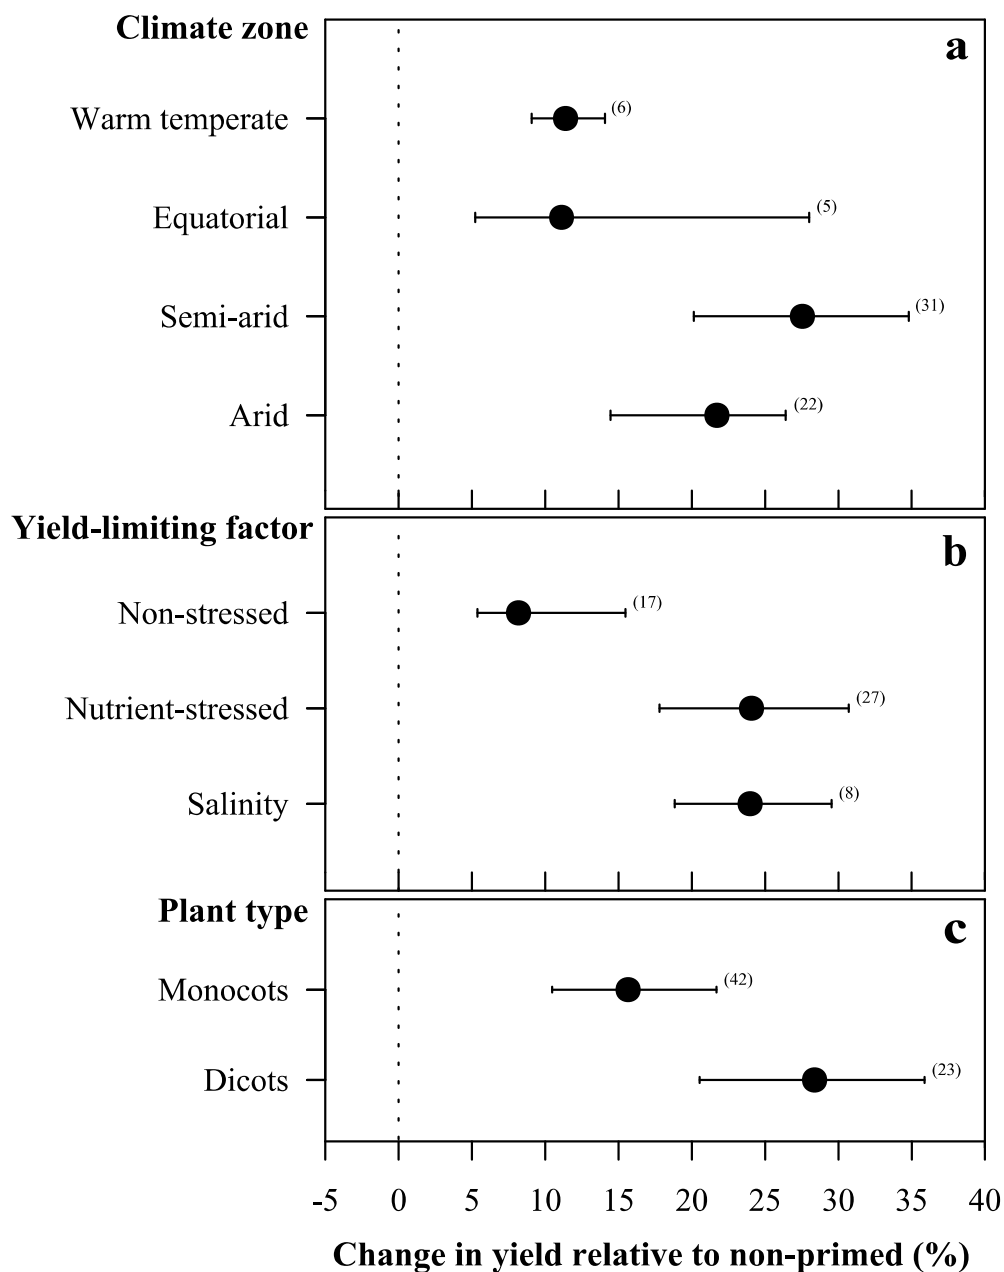 Climate zone
a
Warm temperate
(6)
Equatorial
(5)
Semi-arid
(31)
Arid
(22)
Yield-limiting factor
b
Non-stressed
(17)
Nutrient-stressed
(27)
Salinity
(8)
Plant type
c
Monocots
(42)
Dicots
(23)
-5 0 5 10 15 20 25 30 35 40
Change in yield relative to non-primed (%)